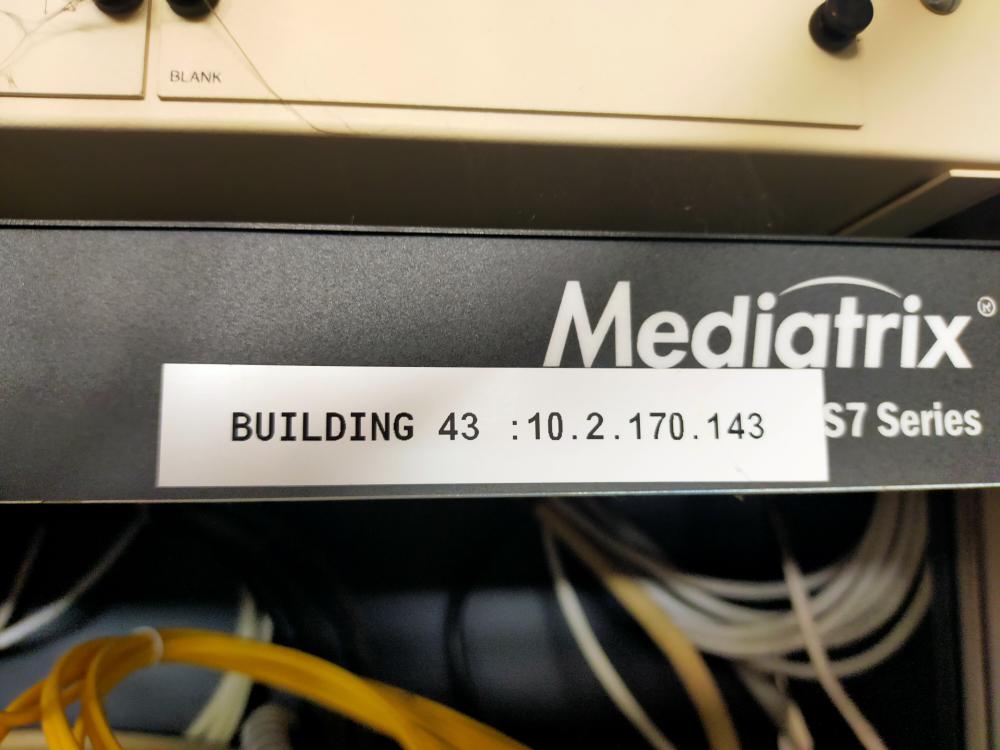 BLANK
Mediatrix®
S7 Series
BUILDING 43 :10.2.170.143